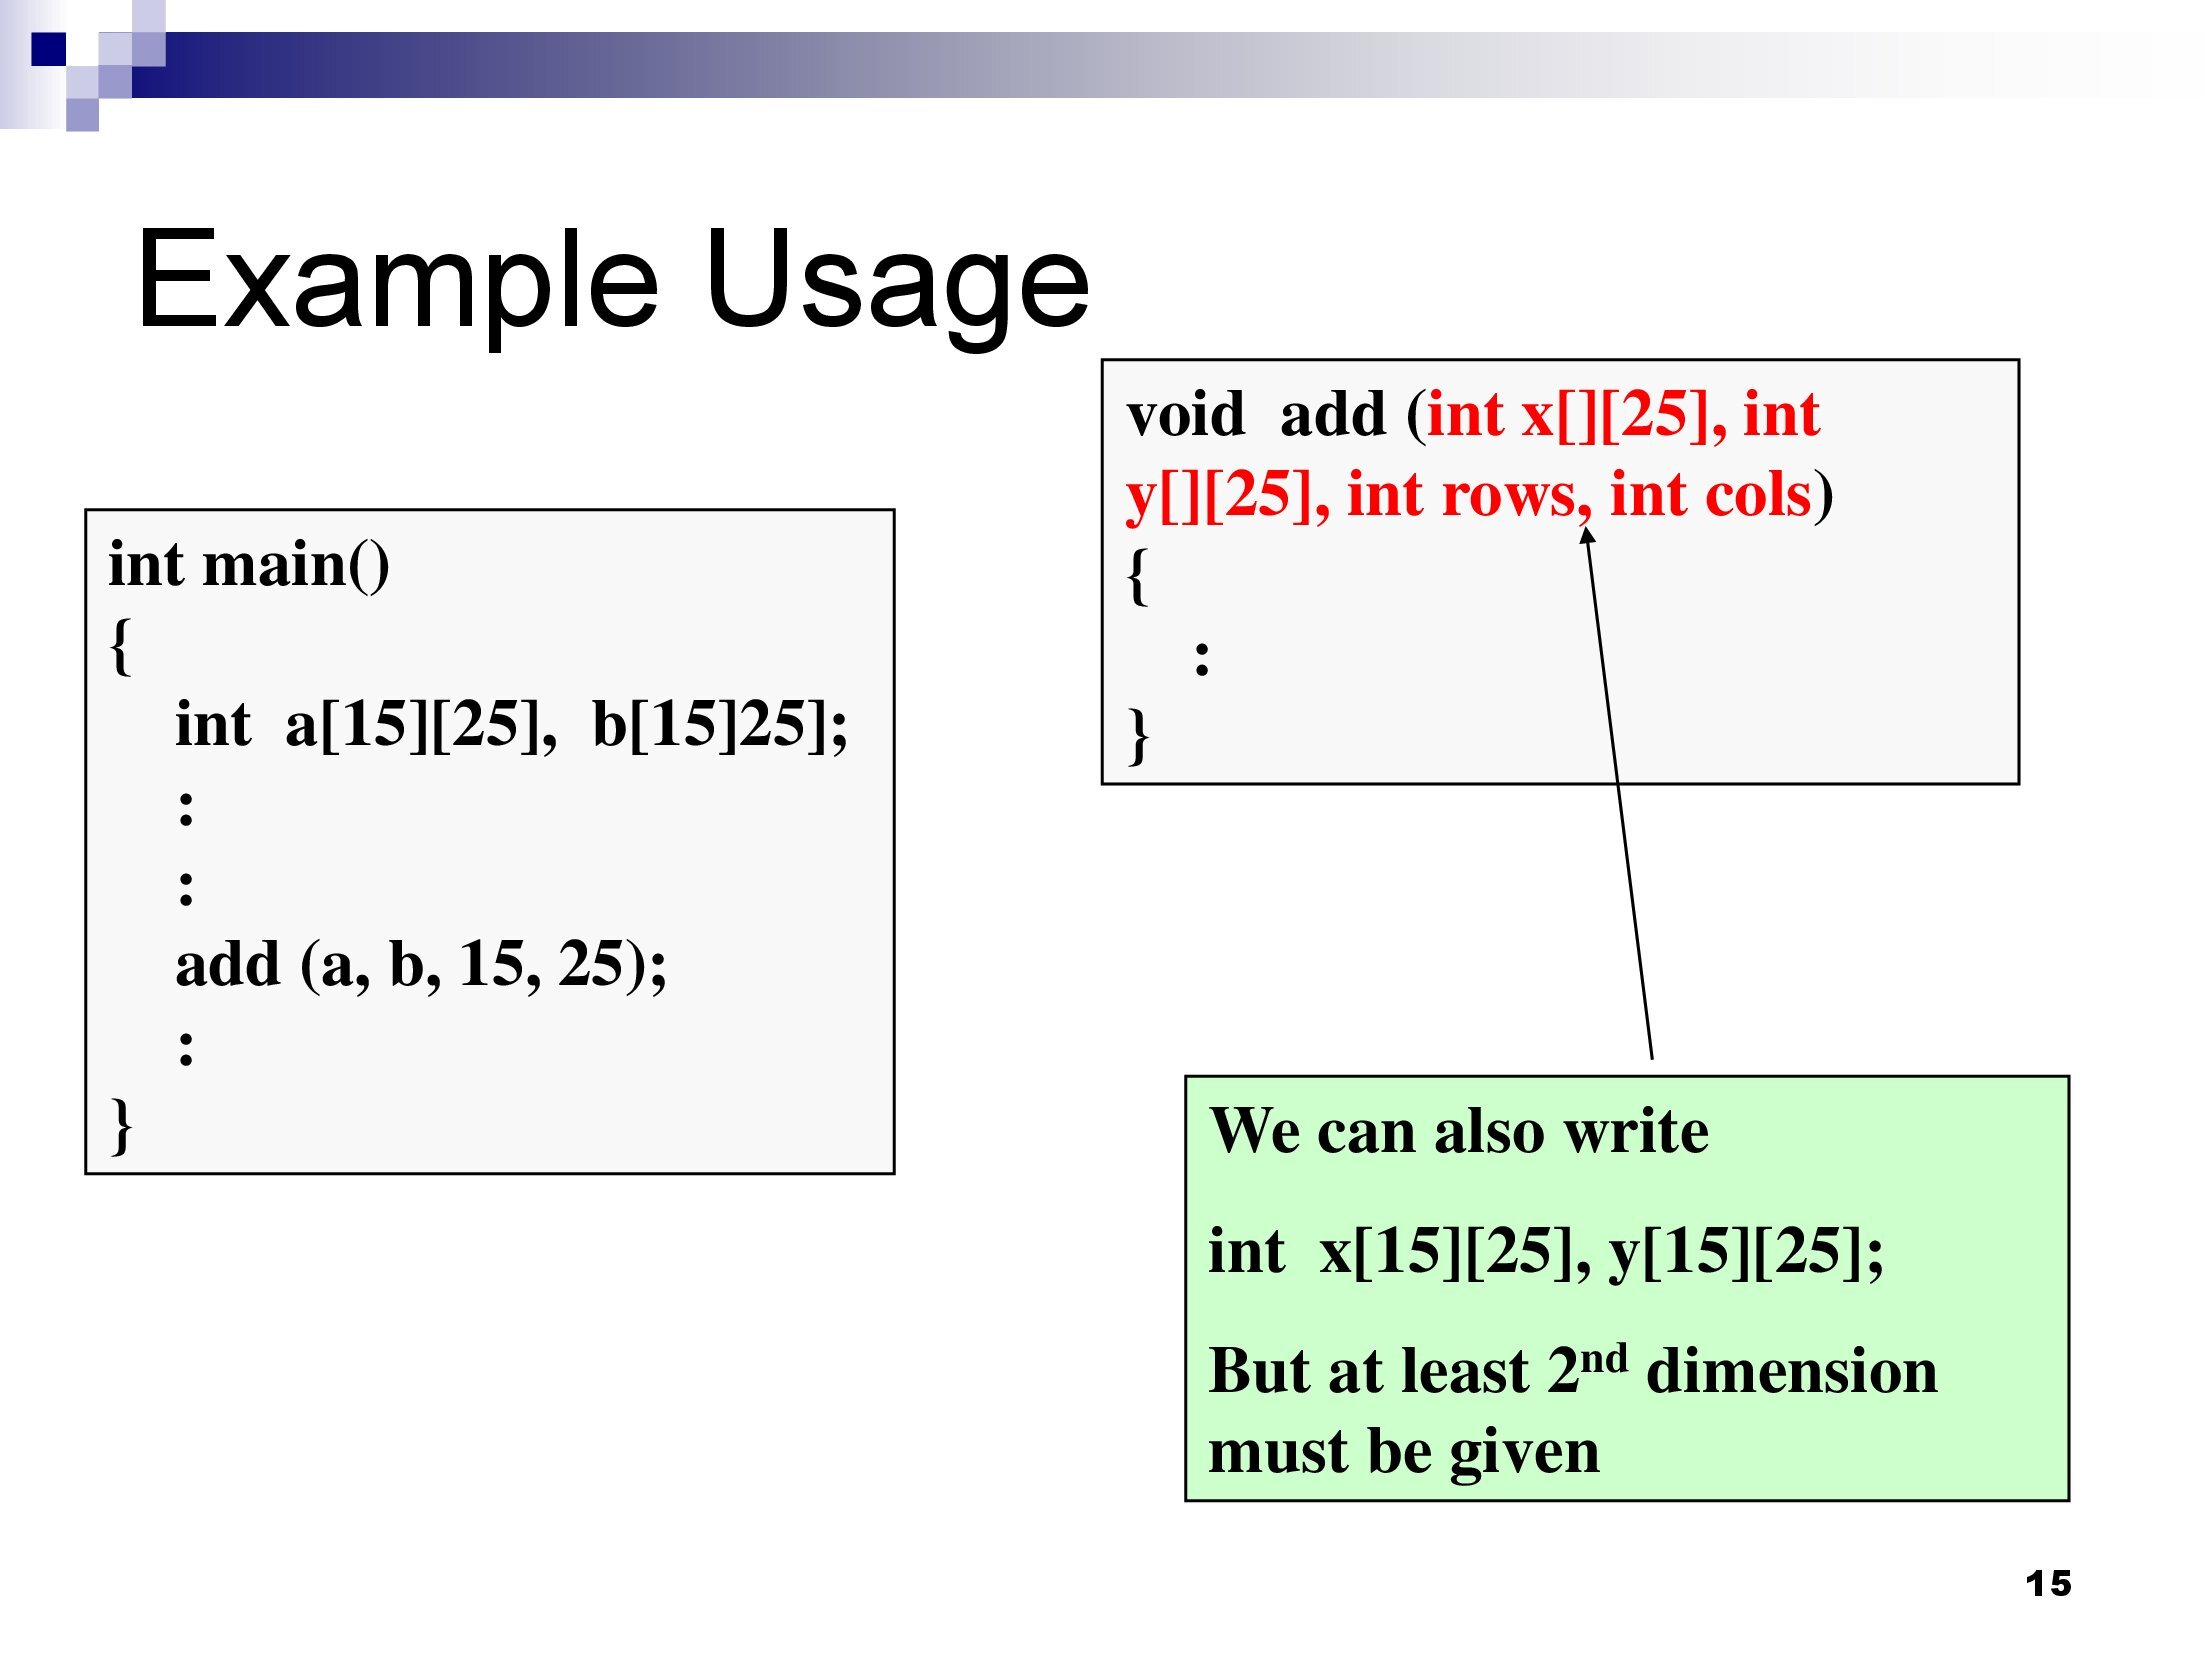 Example Usage
int main()
{
int a[15][25], b[15]25];
:
:
add (a, b, 15, 25);
:
}
void add (int x[][25], int
y[][25], int rows, int cols)
{
:
}
We can also write
int x[15][25], y[15][25];
But at least 2nd dimension
must be given
15